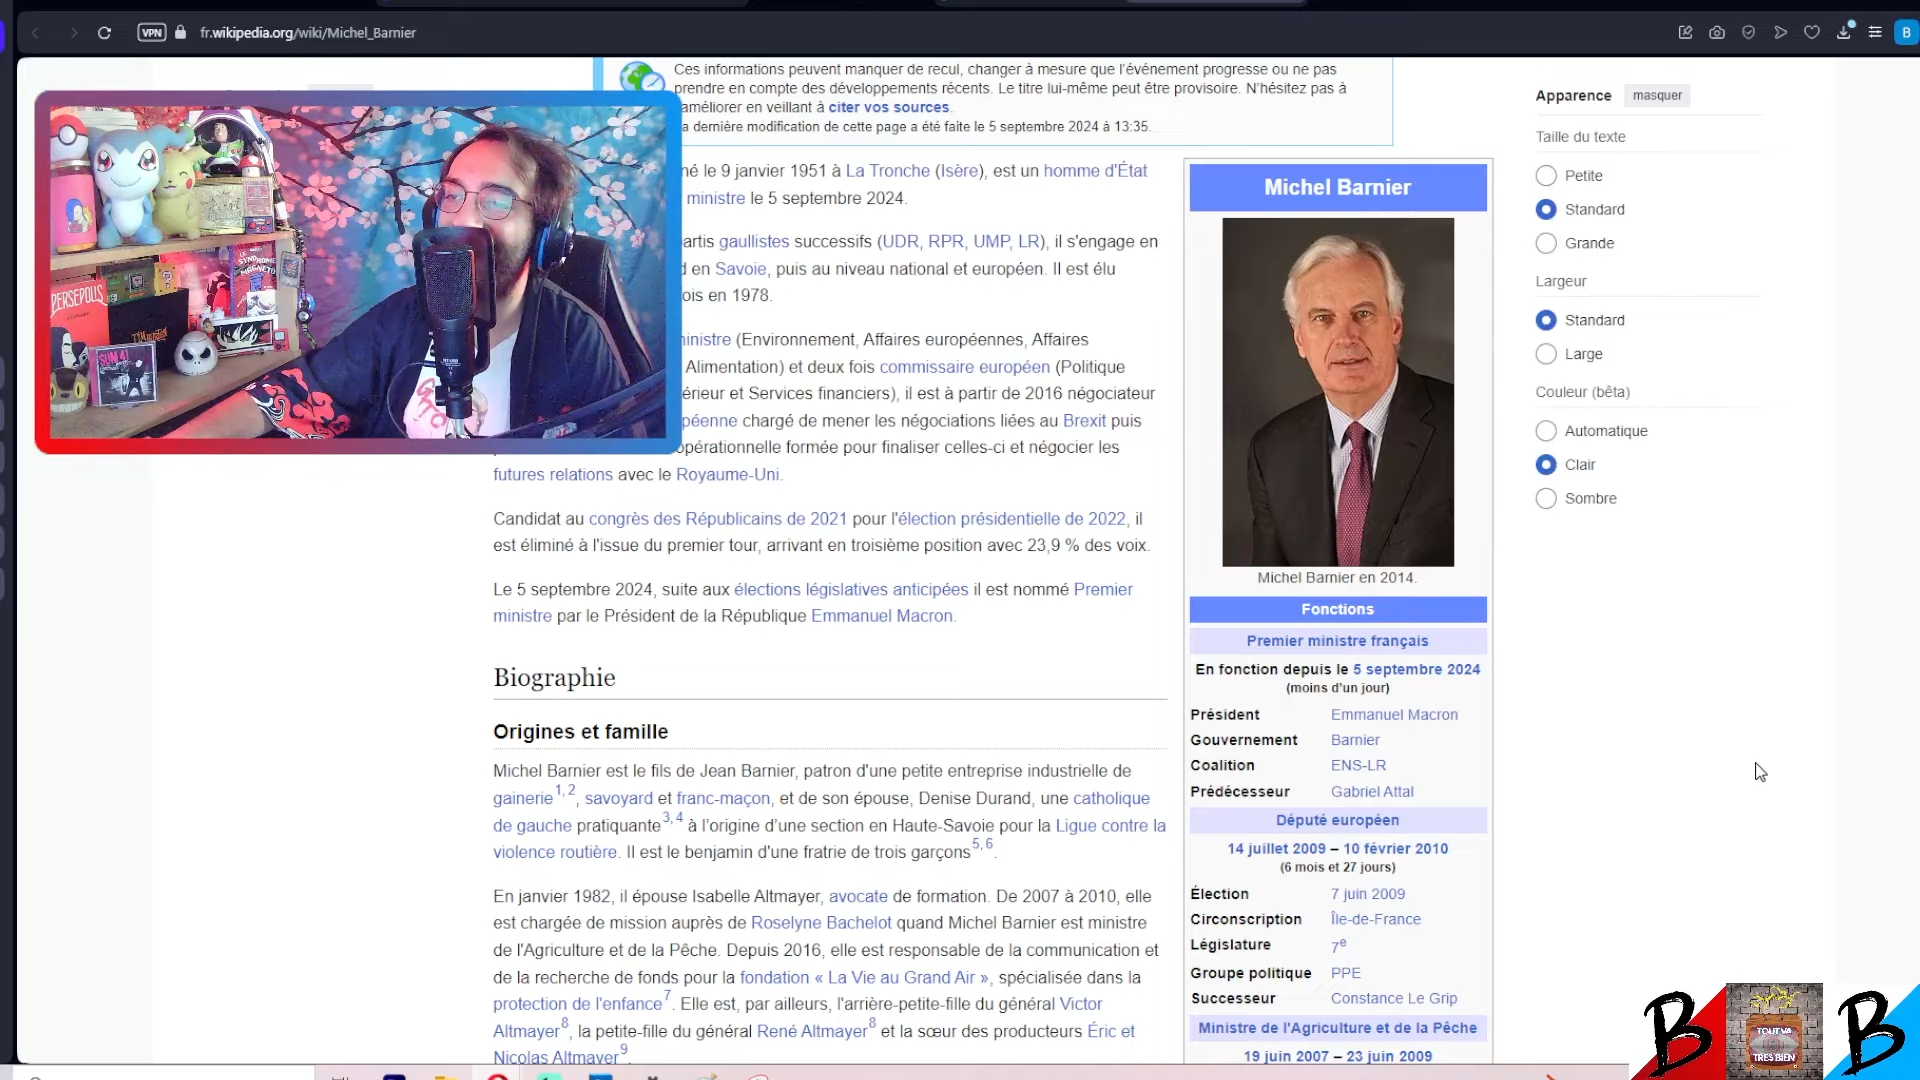 VPN fr.wikipedia.org/wiki/Michel_Barnier B
Ces informations peuvent manquer de recul, changer à mesure que l'événement progresse ou ne pas
prendre en compte des développements récents. Le titre lui-même peut être provisoire. N'hésitez pas à
améliorer en veillant à citer vos sources.
a dernière modification de cette page a été faite le 5 septembre 2024 à 13:35.
né le 9 janvier 1951 à La Tronche (Isère), est un homme d'État
ministre le 5 septembre 2024.
artis gaullistes successifs (UDR, RPR, UMP, LR), il s'engage en
d en Savoie, puis au niveau national et européen. Il est élu
ois en 1978.
inistre (Environnement, Affaires européennes, Affaires
Alimentation) et deux fois commissaire européen (Politique
érieur et Services financiers), il est à partir de 2016 négociateur
péenne chargé de mener les négociations liées au Brexit puis
opérationnelle formée pour finaliser celles-ci et négocier les
futures relations avec le Royaume-Uni.
Candidat au congrès des Républicains de 2021 pour l'élection présidentielle de 2022, il
est éliminé à l'issue du premier tour, arrivant en troisième position avec 23,9 % des voix.
Le 5 septembre 2024, suite aux élections législatives anticipées il est nommé Premier
ministre par le Président de la République Emmanuel Macron.
Biographie
Origines et famille
Michel Barnier est le fils de Jean Barnier, patron d'une petite entreprise industrielle de
gainerie1,2, savoyard et franc-maçon, et de son épouse, Denise Durand, une catholique
de gauche pratiquante3,4 à l'origine d'une section en Haute-Savoie pour la Ligue contre la
violence routière. Il est le benjamin d'une fratrie de trois garçons5,6.
En janvier 1982, il épouse Isabelle Altmayer, avocate de formation. De 2007 à 2010, elle
est chargée de mission auprès de Roselyne Bachelot quand Michel Barnier est ministre
de l'Agriculture et de la Pêche. Depuis 2016, elle est responsable de la communication et
de la recherche de fonds pour la fondation « La Vie au Grand Air », spécialisée dans la
protection de l'enfance7. Elle est, par ailleurs, l'arrière-petite-fille du général Victor
Altmayer8, la petite-fille du général René Altmayer8 et la sœur des producteurs Éric et
Nicolas Altmayer9.
Michel Barnier
Michel Barnier en 2014.
Fonctions
Premier ministre français
En fonction depuis le 5 septembre 2024
(moins d'un jour)
Président Emmanuel Macron
Gouvernement Barnier
Coalition ENS-LR
Prédécesseur Gabriel Attal
Député européen
14 juillet 2009 – 10 février 2010
(6 mois et 27 jours)
Élection 7 juin 2009
Circonscription Île-de-France
Législature 7e
Groupe politique PPE
Successeur Constance Le Grip
Ministre de l'Agriculture et de la Pêche
19 juin 2007 – 23 juin 2009
Apparence masquer
Taille du texte
Petite
Standard
Grande
Largeur
Standard
Large
Couleur (bêta)
Automatique
Clair
Sombre
LE
SYNDROME
MAGNETO
PERSEPOLIS
SUM 41
B
TOUT VA
TRES BIEN
B